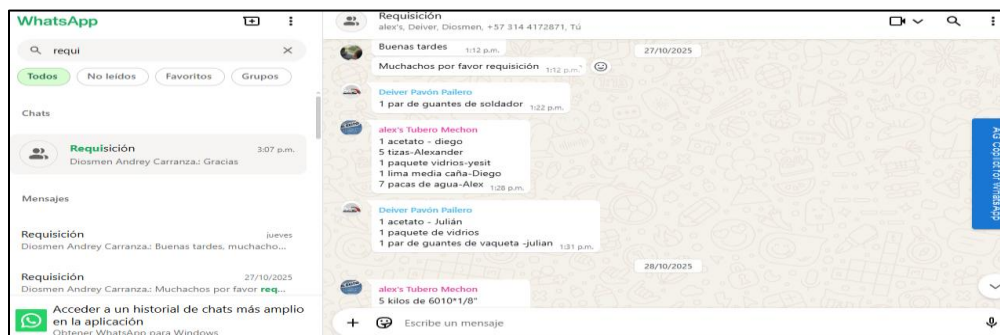 WhatsApp
requi
Todos
No leídos
Favoritos
Grupos
Chats
Requisición
3:07 p.m.
Diosmen Andrey Carranza.: Gracias
Mensajes
Requisición
jueves
Diosmen Andrey Carranza.: Buenas tardes, muchacho...
Requisición
27/10/2025
Diosmen Andrey Carranza.: Muchachos por favor req...
Acceder a un historial de chats más amplio
en la aplicación
Obtener WhatsApp para Windows
Requisición
alex's, Deiver, Diosmen, +57 314 4172871, Tú
Buenas tardes 1:12 p.m.
27/10/2025
Muchachos por favor requisición 1:12 p.m.
Deiver Pavón Pailero
1 par de guantes de soldador 1:22 p.m.
alex's Tubero Mechon
1 acetato - diego
5 tizas-Alexander
1 paquete vidrios-yesit
1 lima media caña-Diego
7 pacas de agua-Alex 1:28 p.m.
Deiver Pavón Pailero
1 acetato - Julián
1 paquete de vidrios
1 par de guantes de vaqueta -julian 1:31 p.m.
28/10/2025
alex's Tubero Mechon
5 kilos de 6010*1/8"
Escribe un mensaje
AG Copilot for WhatsApp